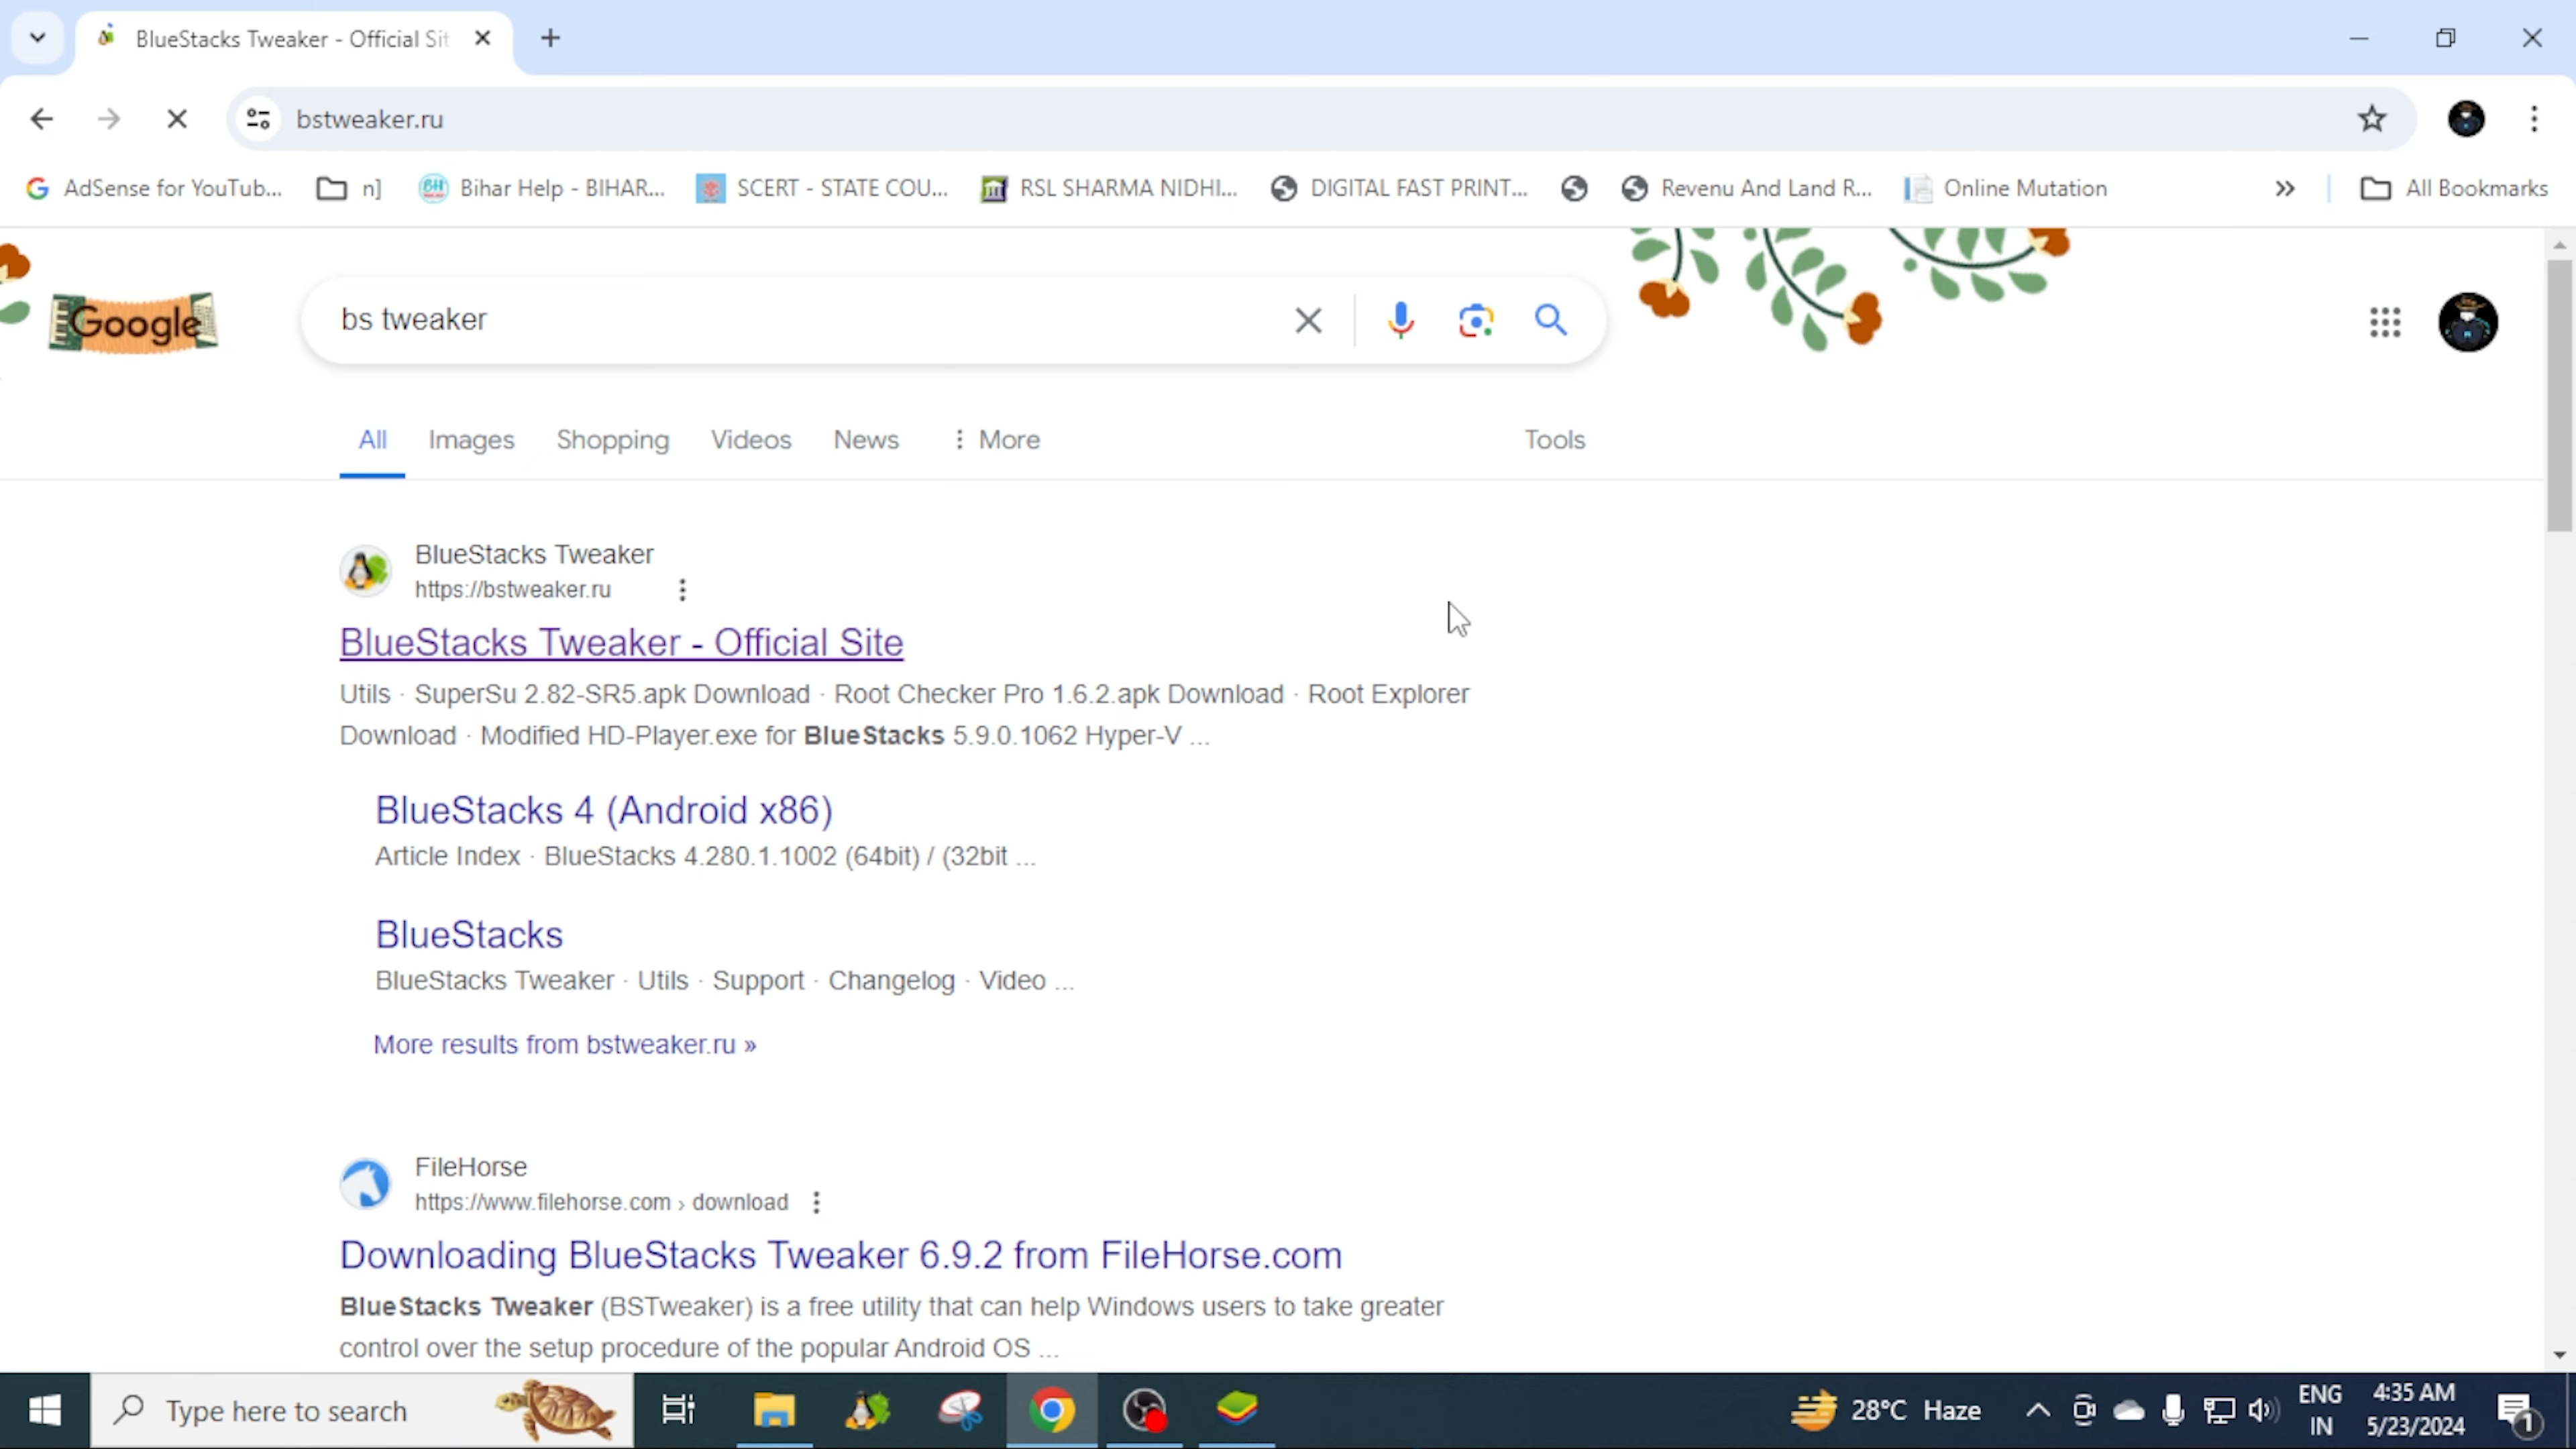 BlueStacks Tweaker - Official Sit
bstweaker.ru
AdSense for YouTub... n] Bihar Help - BIHAR... SCERT - STATE COU... RSL SHARMA NIDHI... DIGITAL FAST PRINT... Revenu And Land R... Online Mutation » All Bookmarks
Google
bs tweaker
All Images Shopping Videos News More Tools
BlueStacks Tweaker
https://bstweaker.ru
BlueStacks Tweaker - Official Site
Utils · SuperSu 2.82-SR5.apk Download · Root Checker Pro 1.6.2.apk Download · Root Explorer
Download · Modified HD-Player.exe for BlueStacks 5.9.0.1062 Hyper-V ...
BlueStacks 4 (Android x86)
Article Index · BlueStacks 4.280.1.1002 (64bit) / (32bit ...
BlueStacks
BlueStacks Tweaker · Utils · Support · Changelog · Video ...
More results from bstweaker.ru »
FileHorse
https://www.filehorse.com › download
Downloading BlueStacks Tweaker 6.9.2 from FileHorse.com
BlueStacks Tweaker (BSTweaker) is a free utility that can help Windows users to take greater
control over the setup procedure of the popular Android OS ...
Type here to search
28°C Haze
ENG
IN
4:35 AM
5/23/2024
1